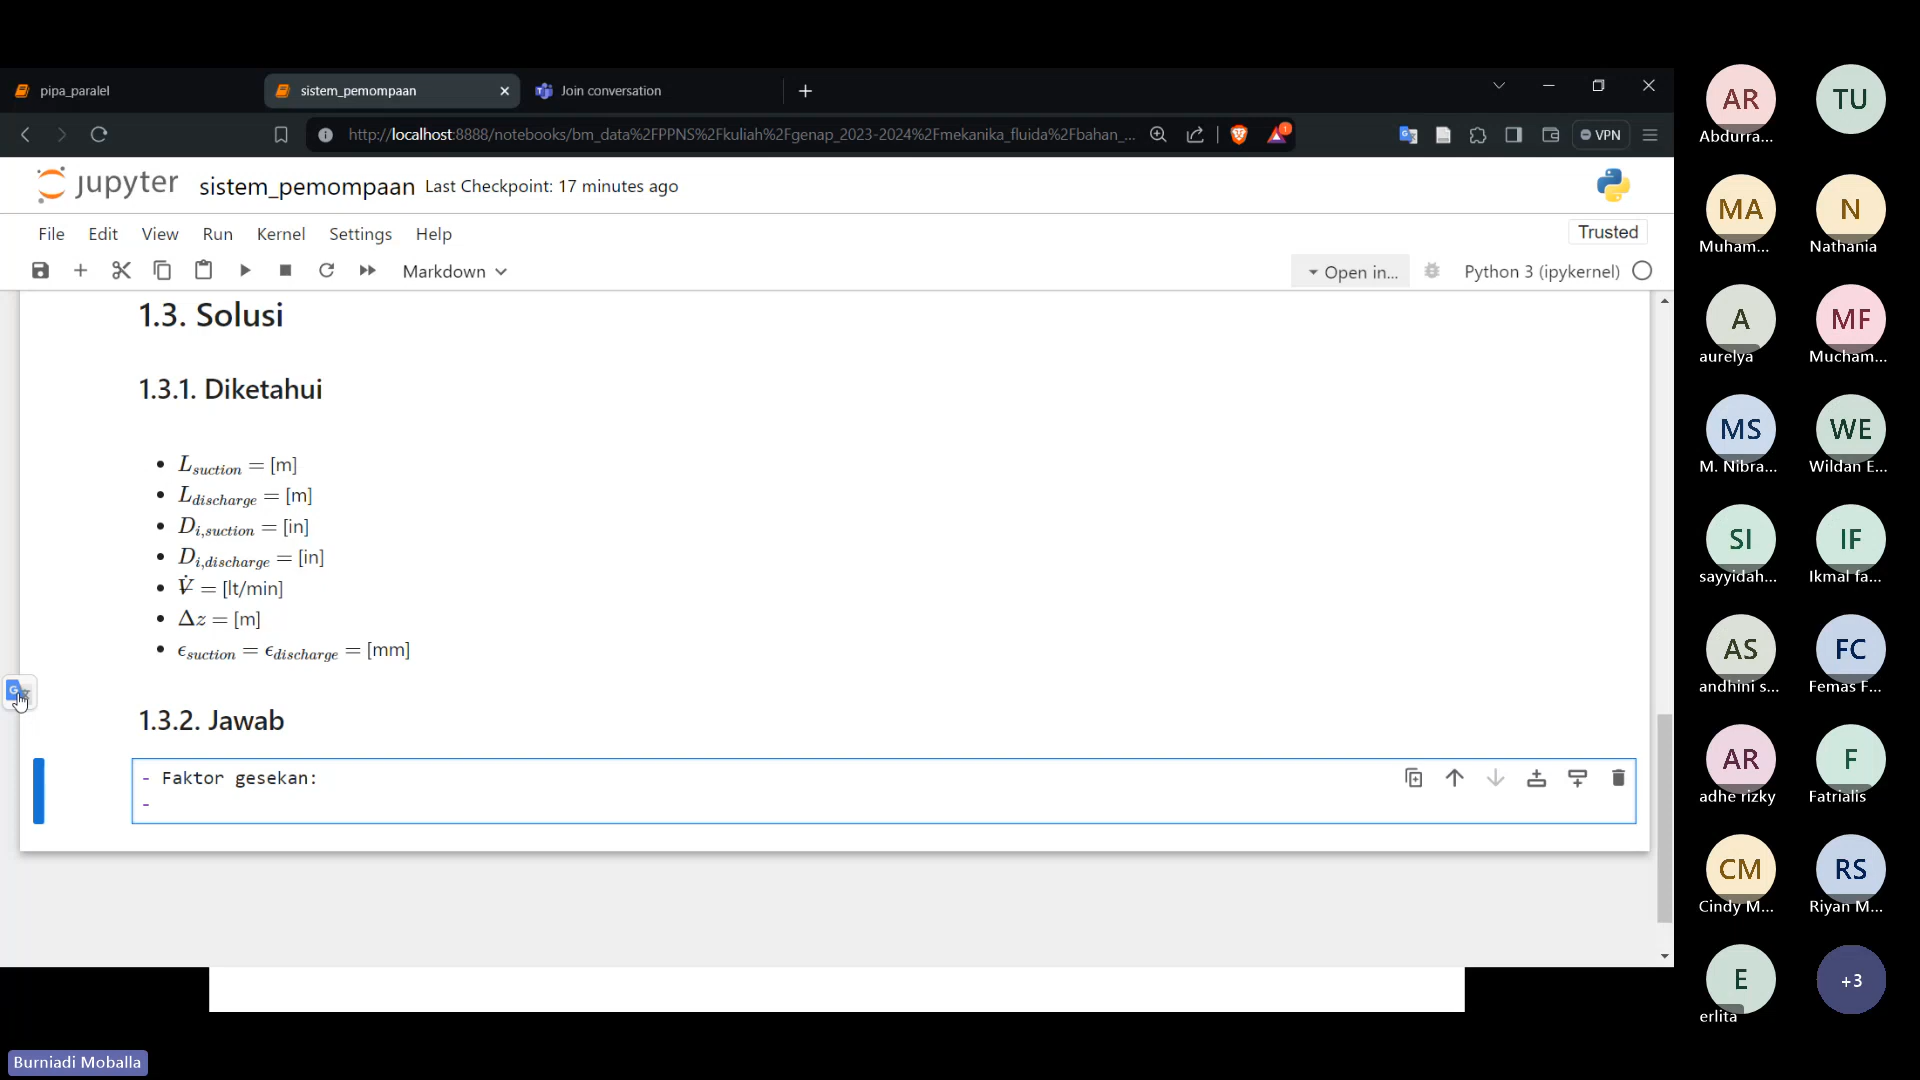 pipa_paralel
sistem_pemompaan
Join conversation
http://localhost:8888/notebooks/bm_data%2FPPNS%2Fkuliah%2Fgenap_2023-2024%2Fmekanika_fluida%2Fbahan_...
1
VPN
jupyter sistem_pemompaan Last Checkpoint: 17 minutes ago
File Edit View Run Kernel Settings Help
Trusted
Markdown
Open in...
Python 3 (ipykernel)
1.3. Solusi
1.3.1. Diketahui
• L_suction = [m]
• L_discharge = [m]
• D_i,suction = [in]
• D_i,discharge = [in]
• V̇ = [lt/min]
• Δz = [m]
• ϵ_suction = ϵ_discharge = [mm]
1.3.2. Jawab
- Faktor gesekan:
-
AR
Abdurra...
TU
MA
Muham...
N
Nathania
A
aurelya
MF
Mucham...
MS
M. Nibra...
WE
Wildan E...
SI
sayyidah...
IF
Ikmal fa...
AS
andhini s...
FC
Femas F...
AR
adhe rizky
F
Fatrialis
CM
Cindy M...
RS
Riyan M...
E
erlita
+3
Burniadi Moballa